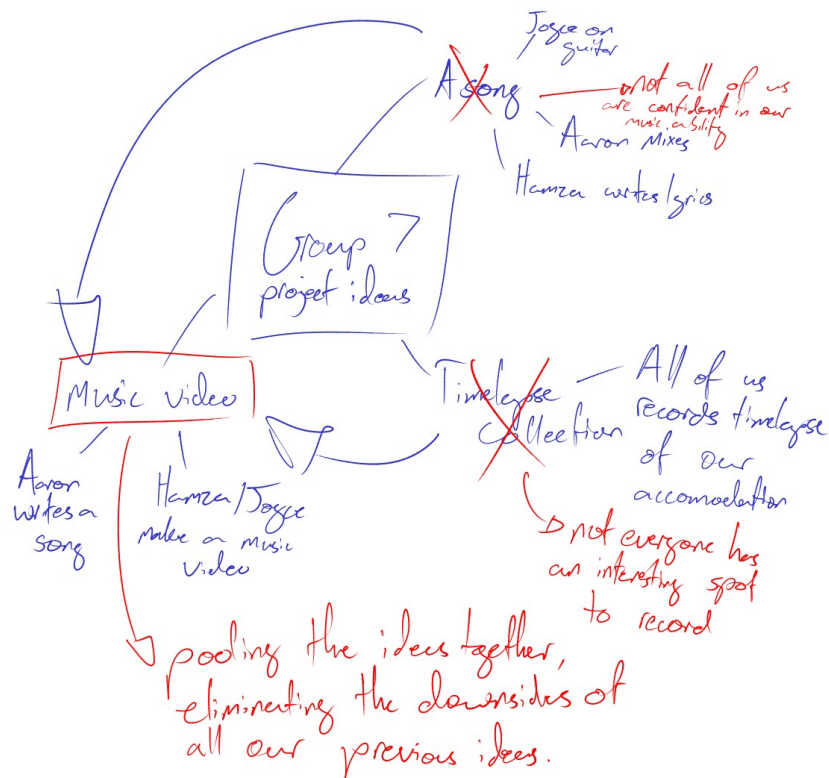 Joyce on
guitar
A song
not all of us
are confident in our
music ability
Aaron Mixes
Hamza writes lyrics
Group 7
project ideas
Music video
Aaron
writes a
song
Hamza/Joyce
make a music
video
Timelapse
collection
All of us
records timelapse
of our
accomodation
not everyone has
an interesting spot
to record
pooling the ideas together,
eliminating the downsides of
all our previous ideas.